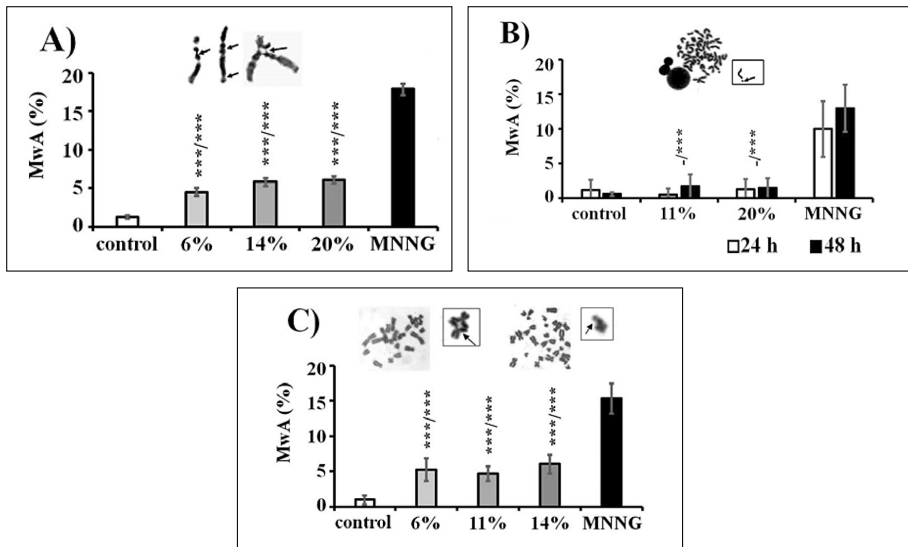 A)
MwA (%)
20
15
10
5
0
***/***
***/***
***/***
control 6% 14% 20% MNNG
B)
MwA (%)
20
15
10
5
0
-/***
-/***
control 11% 20% MNNG
24 h 48 h
C)
MwA (%)
20
15
10
5
0
***/***
***/***
***/***
control 6% 11% 14% MNNG